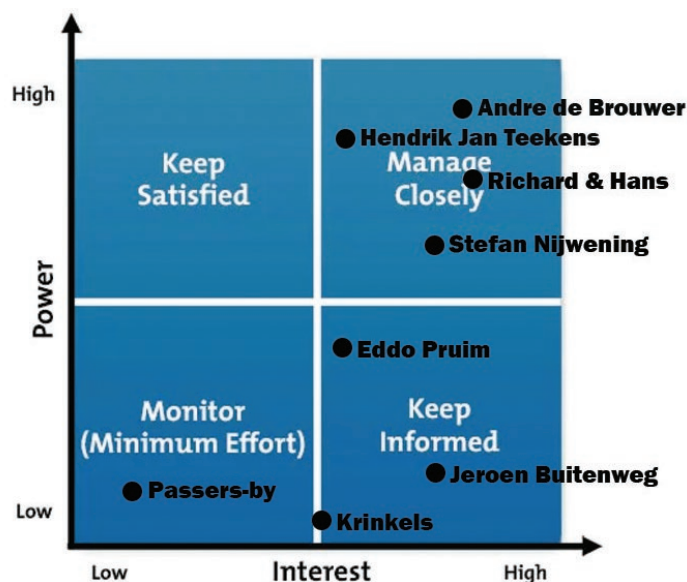 High
Andre de Brouwer
Hendrik Jan Teekens
Keep
Satisfied
Manage
Closely
Richard & Hans
Stefan Nijwening
Power
Eddo Pruim
Monitor
(Minimum Effort)
Keep
Informed
Jeroen Buitenweg
Passers-by
Krinkels
Low
Low
Interest
High